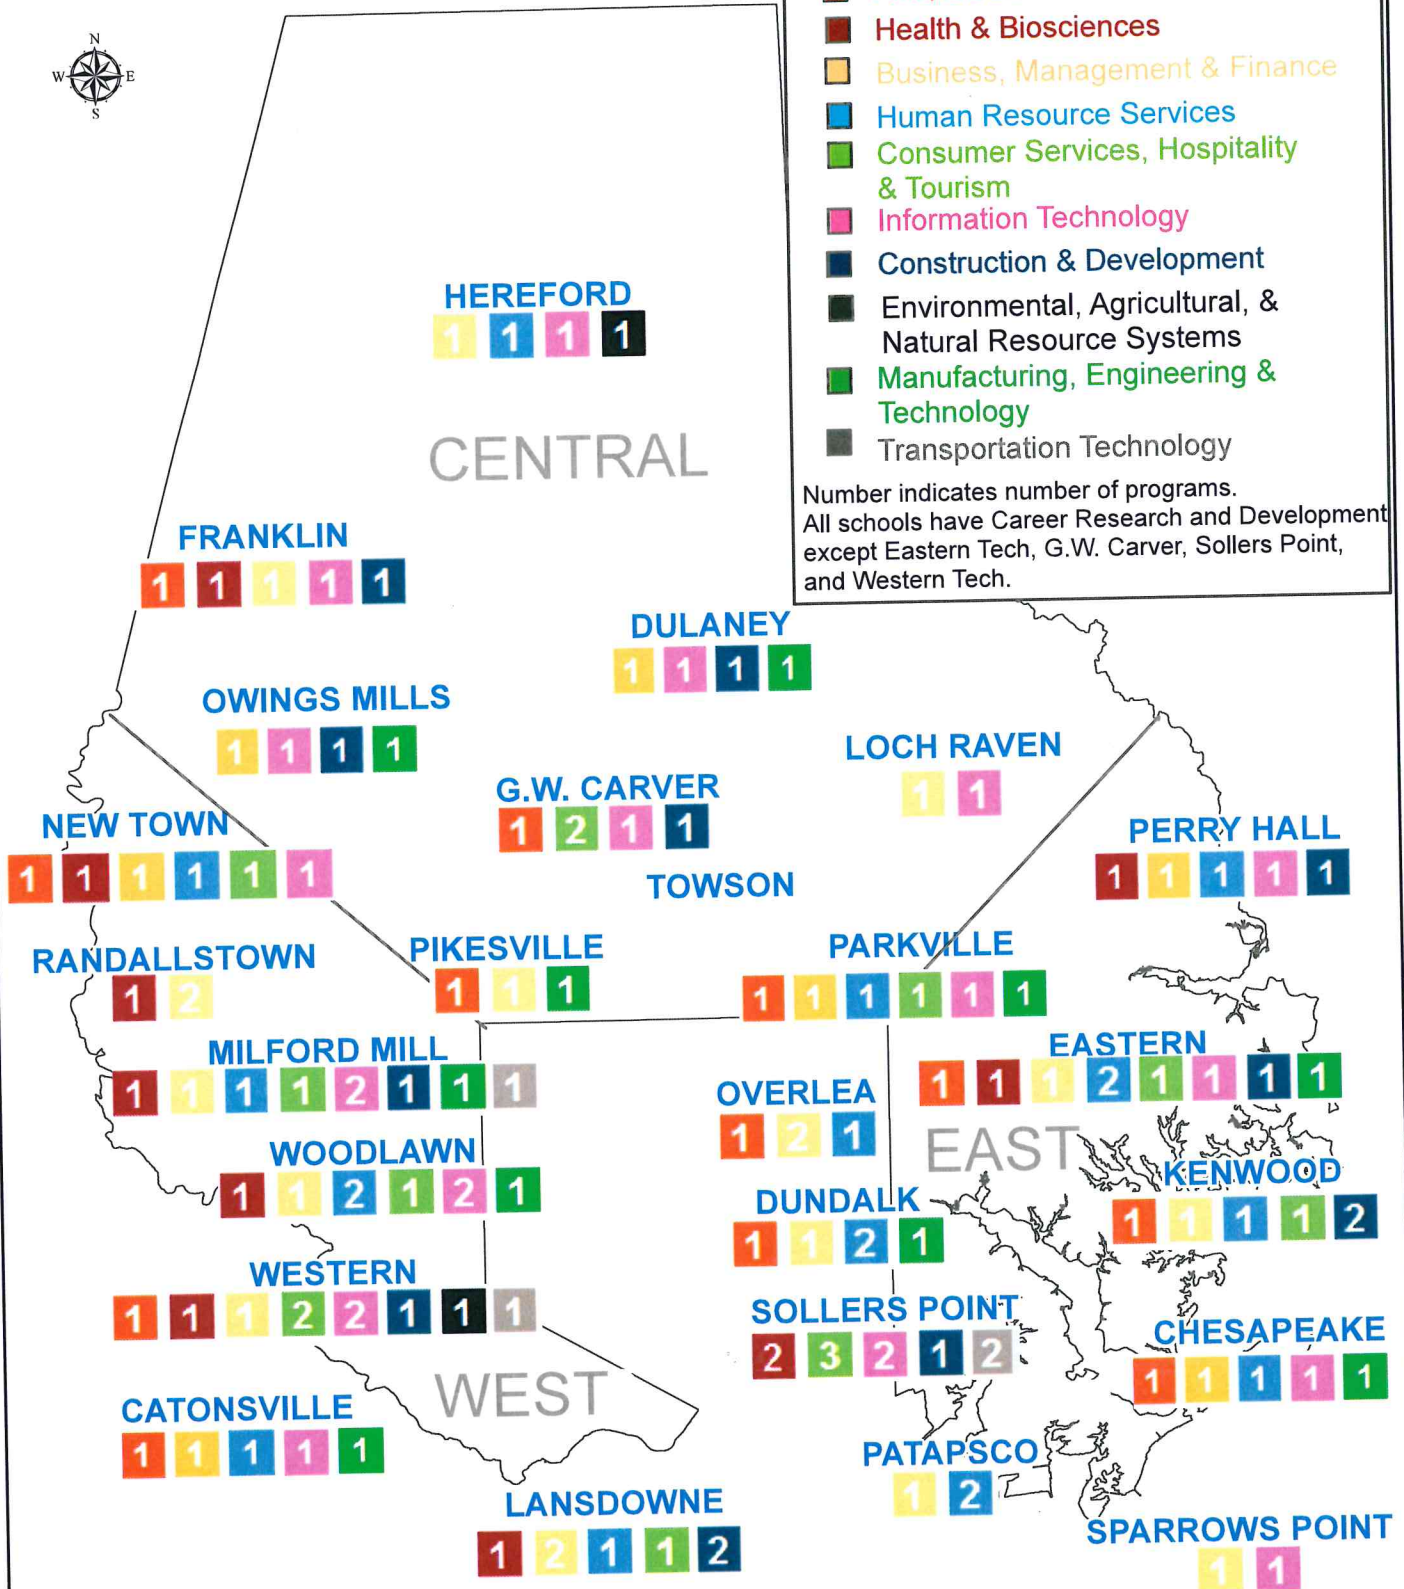 N
W E
S
Health & Biosciences
Business, Management & Finance
Human Resource Services
Consumer Services, Hospitality
& Tourism
Information Technology
Construction & Development
Environmental, Agricultural, &
Natural Resource Systems
Manufacturing, Engineering &
Technology
Transportation Technology
Number indicates number of programs.
All schools have Career Research and Development
except Eastern Tech, G.W. Carver, Sollers Point,
and Western Tech.
HEREFORD
1 1 1 1
CENTRAL
FRANKLIN
1 1 1 1 1
DULANEY
1 1 1 1
OWINGS MILLS
1 1 1 1
LOCH RAVEN
1 1
G.W. CARVER
1 2 1 1
NEW TOWN
1 1 1 1 1 1
PERRY HALL
1 1 1 1 1
TOWSON
RANDALLSTOWN
1 2
PIKESVILLE
1 1 1
PARKVILLE
1 1 1 1 1 1
MILFORD MILL
1 1 1 1 2 1 1 1
EASTERN
1 1 1 2 1 1 1 1
OVERLEA
1 2 1
EAST
WOODLAWN
1 1 2 1 2 1
KENWOOD
1 1 1 1 2
DUNDALK
1 1 2 1
WESTERN
1 1 1 2 2 1 1 1
SOLLERS POINT
2 3 2 1 2
CHESAPEAKE
1 1 1 1 1
WEST
CATONSVILLE
1 1 1 1 1
PATAPSCO
1 2
LANSDOWNE
1 2 1 1 2
SPARROWS POINT
1 1